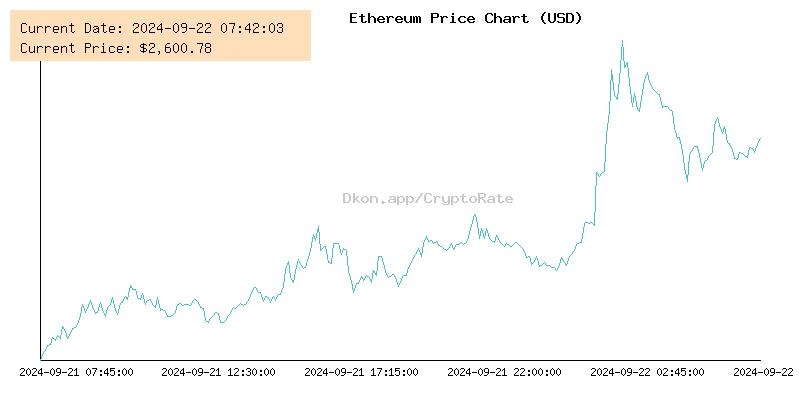 Ethereum Price Chart (USD)
Current Date: 2024-09-22 07:42:03
Current Price: $2,600.78
Dkon.app/CryptoRate
2024-09-21 07:45:00 2024-09-21 12:30:00 2024-09-21 17:15:00 2024-09-21 22:00:00 2024-09-22 02:45:00 2024-09-22